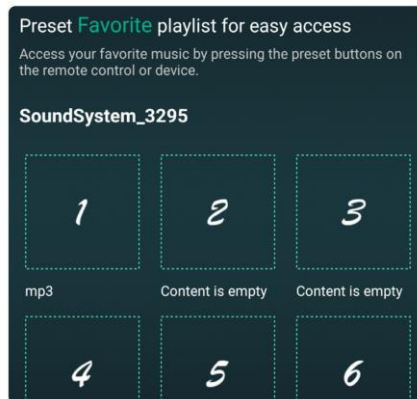 Preset Favorite playlist for easy access
Access your favorite music by pressing the preset buttons on
the remote control or device.
SoundSystem_3295
1 2 3
mp3 Content is empty Content is empty
4 5 6